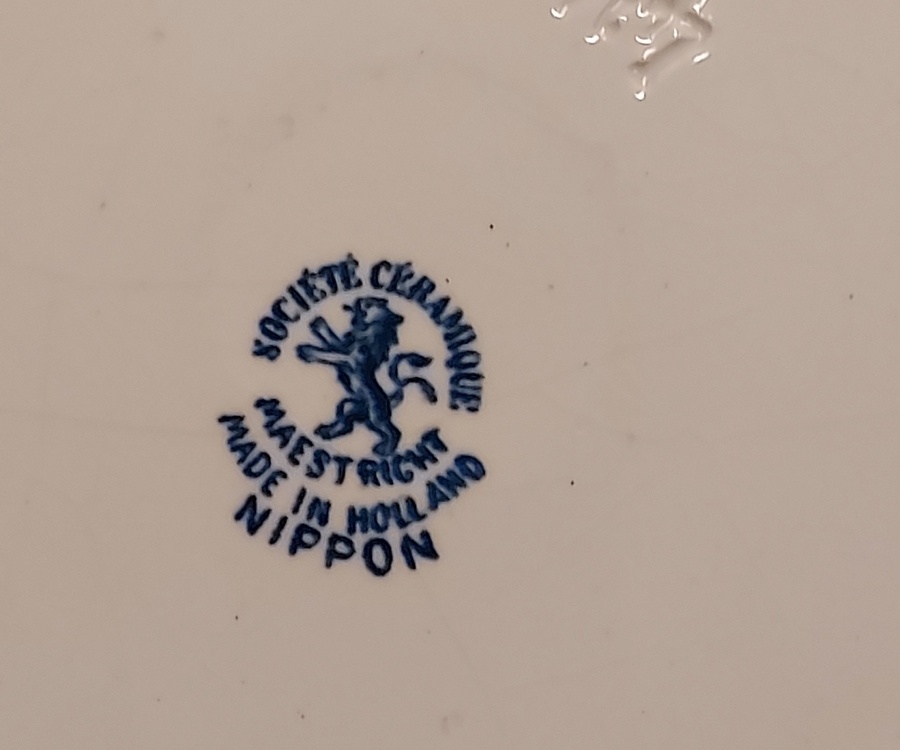 SOCIÉTÉ CÉRAMIQUE
MAESTRICHT
MADE IN HOLLAND
NIPPON